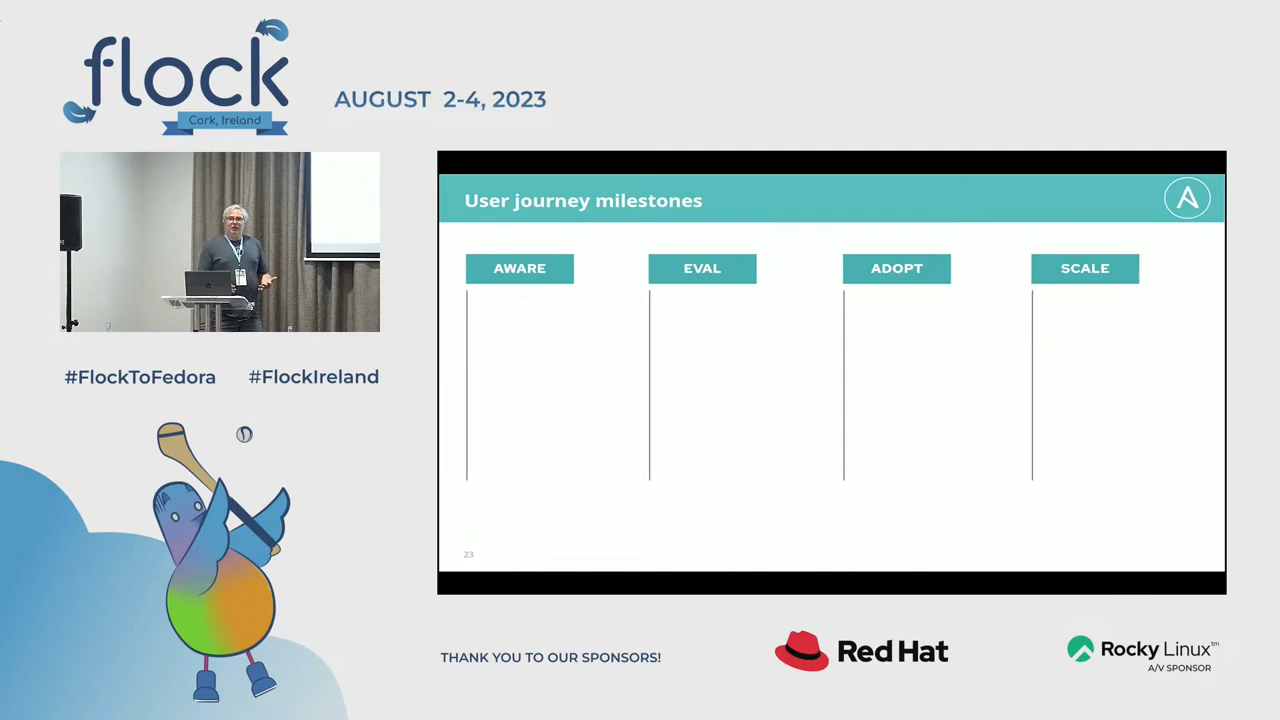 flock
Cork, Ireland
AUGUST 2-4, 2023
User journey milestones
AWARE
EVAL
ADOPT
SCALE
23
#FlockToFedora #FlockIreland
THANK YOU TO OUR SPONSORS!
Red Hat
Rocky Linux™
A/V SPONSOR